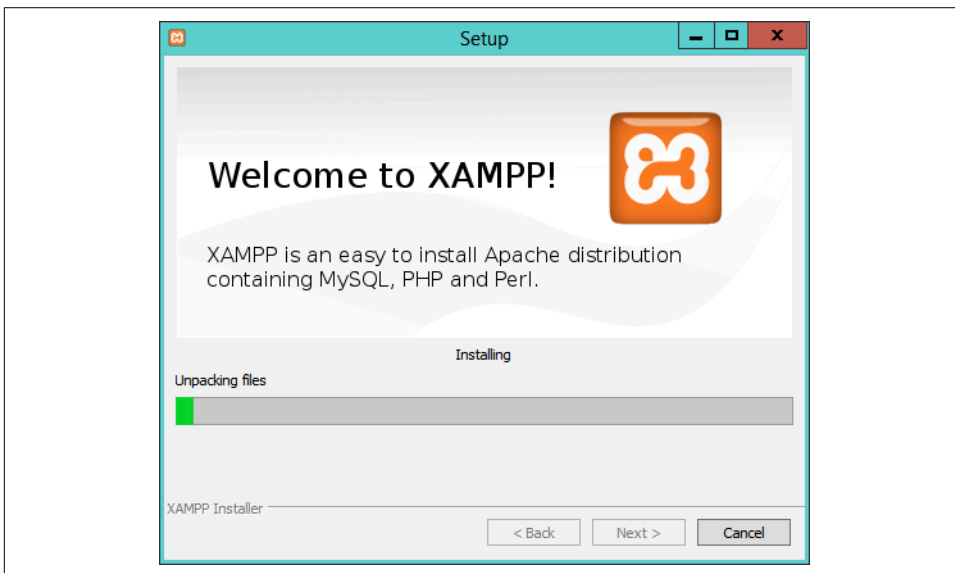 Setup
Welcome to XAMPP!
XAMPP is an easy to install Apache distribution
containing MySQL, PHP and Perl.
Installing
Unpacking files
XAMPP Installer
< Back
Next >
Cancel